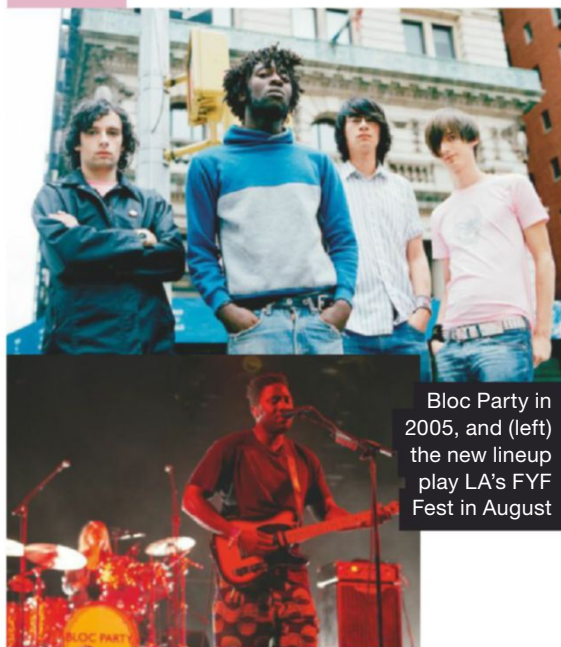 Bloc Party in
2005, and (left)
the new lineup
play LA's FYF
Fest in August
BLOC PARTY